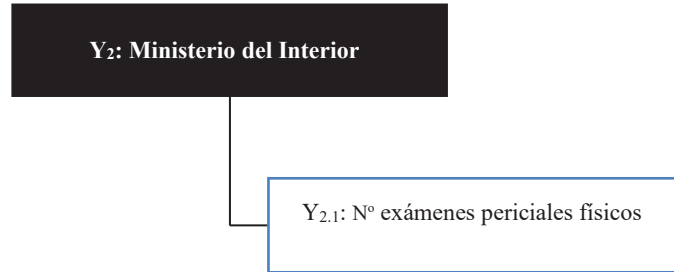 Y₂: Ministerio del Interior
Y₂.₁: Nº exámenes periciales físicos